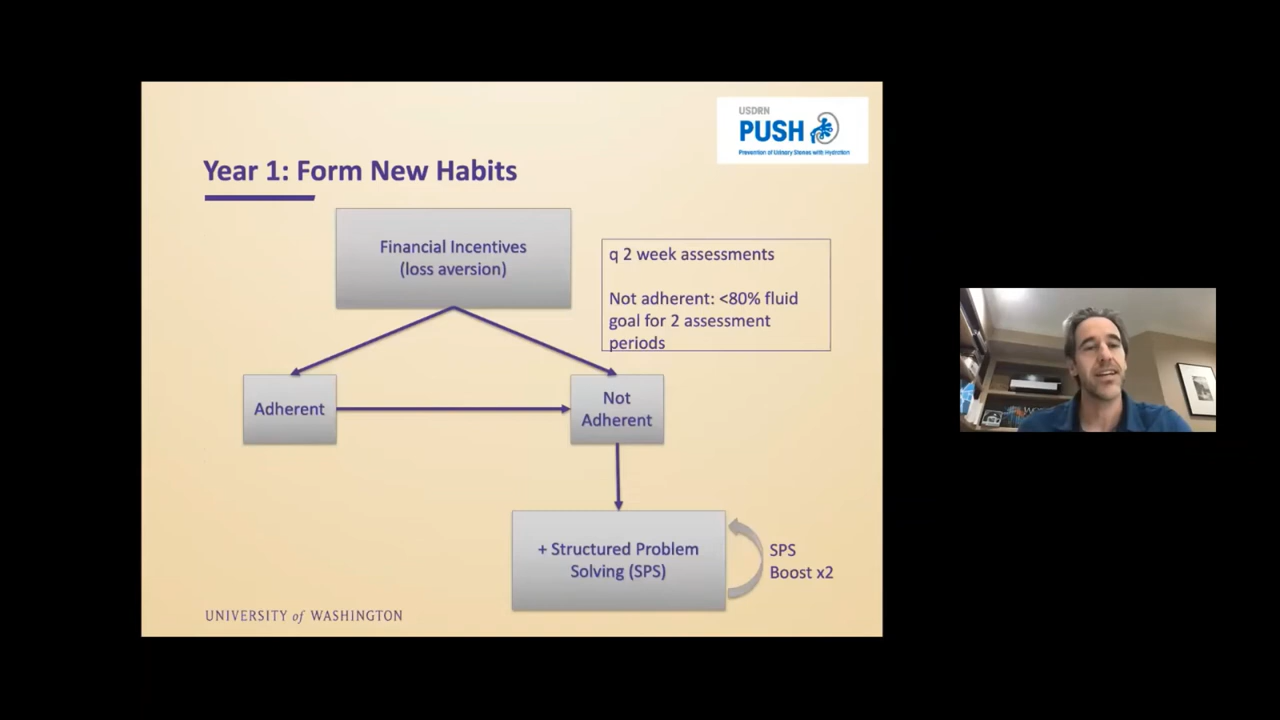 USDRN
PUSH
Prevention of Urinary Stones with Hydration
Year 1: Form New Habits
Financial Incentives
(loss aversion)
q 2 week assessments
Not adherent: <80% fluid
goal for 2 assessment
periods
Adherent
Not
Adherent
+ Structured Problem
Solving (SPS)
SPS
Boost x2
UNIVERSITY of WASHINGTON